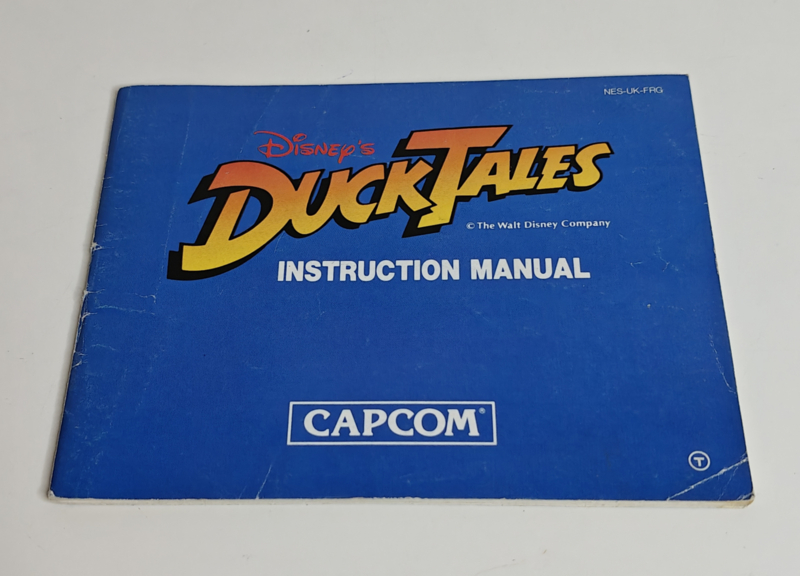 NES-UK-FRG
Disney's
DUCKTALES
© The Walt Disney Company
INSTRUCTION MANUAL
CAPCOM®
T